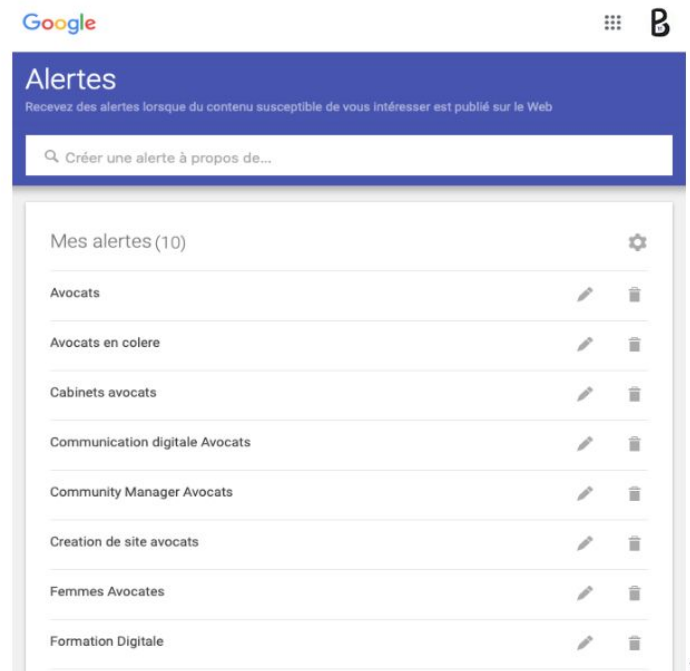 Google
B
Alertes
Recevez des alertes lorsque du contenu susceptible de vous intéresser est publié sur le Web
Créer une alerte à propos de...
Mes alertes (10)
Avocats
Avocats en colere
Cabinets avocats
Communication digitale Avocats
Community Manager Avocats
Creation de site avocats
Femmes Avocates
Formation Digitale